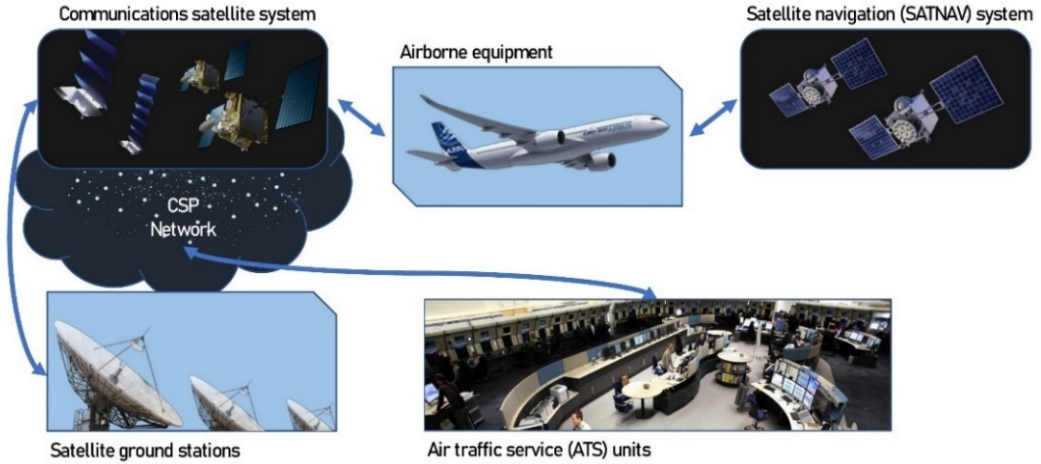 Communications satellite system
Satellite navigation (SATNAV) system
Airborne equipment
CSP
Network
Satellite ground stations
Air traffic service (ATS) units